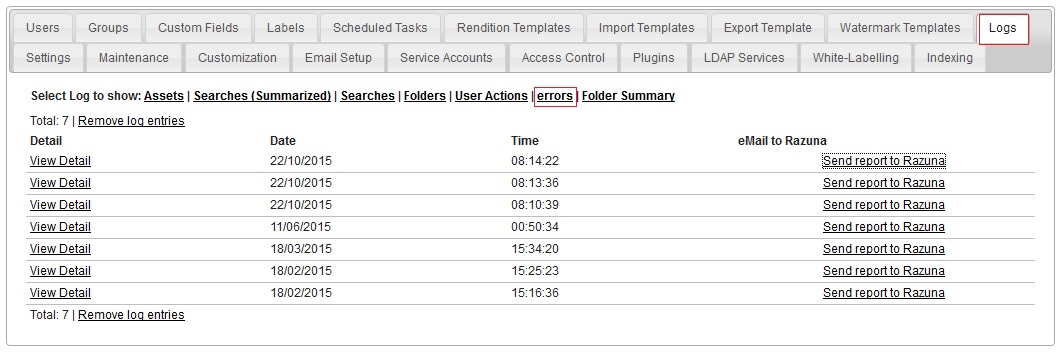 Users Groups Custom Fields Labels Scheduled Tasks Rendition Templates Import Templates Export Template Watermark Templates Logs
Settings Maintenance Customization Email Setup Service Accounts Access Control Plugins LDAP Services White-Labelling Indexing
Select Log to show: Assets | Searches (Summarized) | Searches | Folders | User Actions | errors | Folder Summary
Total: 7 | Remove log entries
Detail Date Time eMail to Razuna
View Detail 22/10/2015 08:14:22 Send report to Razuna
View Detail 22/10/2015 08:13:36 Send report to Razuna
View Detail 22/10/2015 08:10:39 Send report to Razuna
View Detail 11/06/2015 00:50:34 Send report to Razuna
View Detail 18/03/2015 15:34:20 Send report to Razuna
View Detail 18/02/2015 15:25:23 Send report to Razuna
View Detail 18/02/2015 15:16:36 Send report to Razuna
Total: 7 | Remove log entries